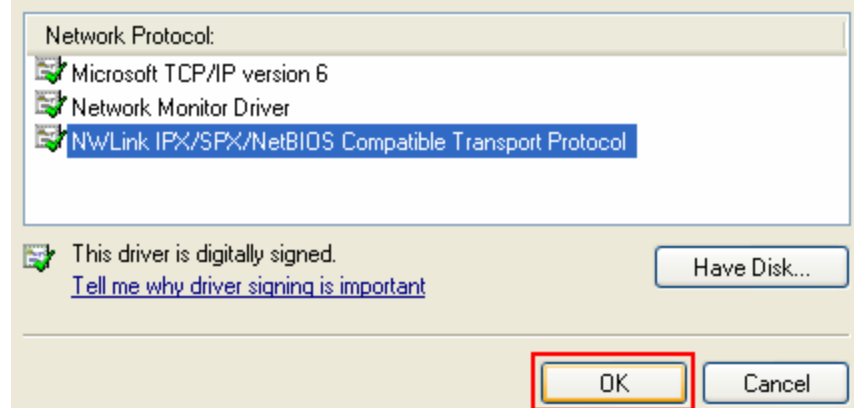 Network Protocol:
Microsoft TCP/IP version 6
Network Monitor Driver
NWLink IPX/SPX/NetBIOS Compatible Transport Protocol
This driver is digitally signed.
Tell me why driver signing is important
Have Disk...
OK
Cancel